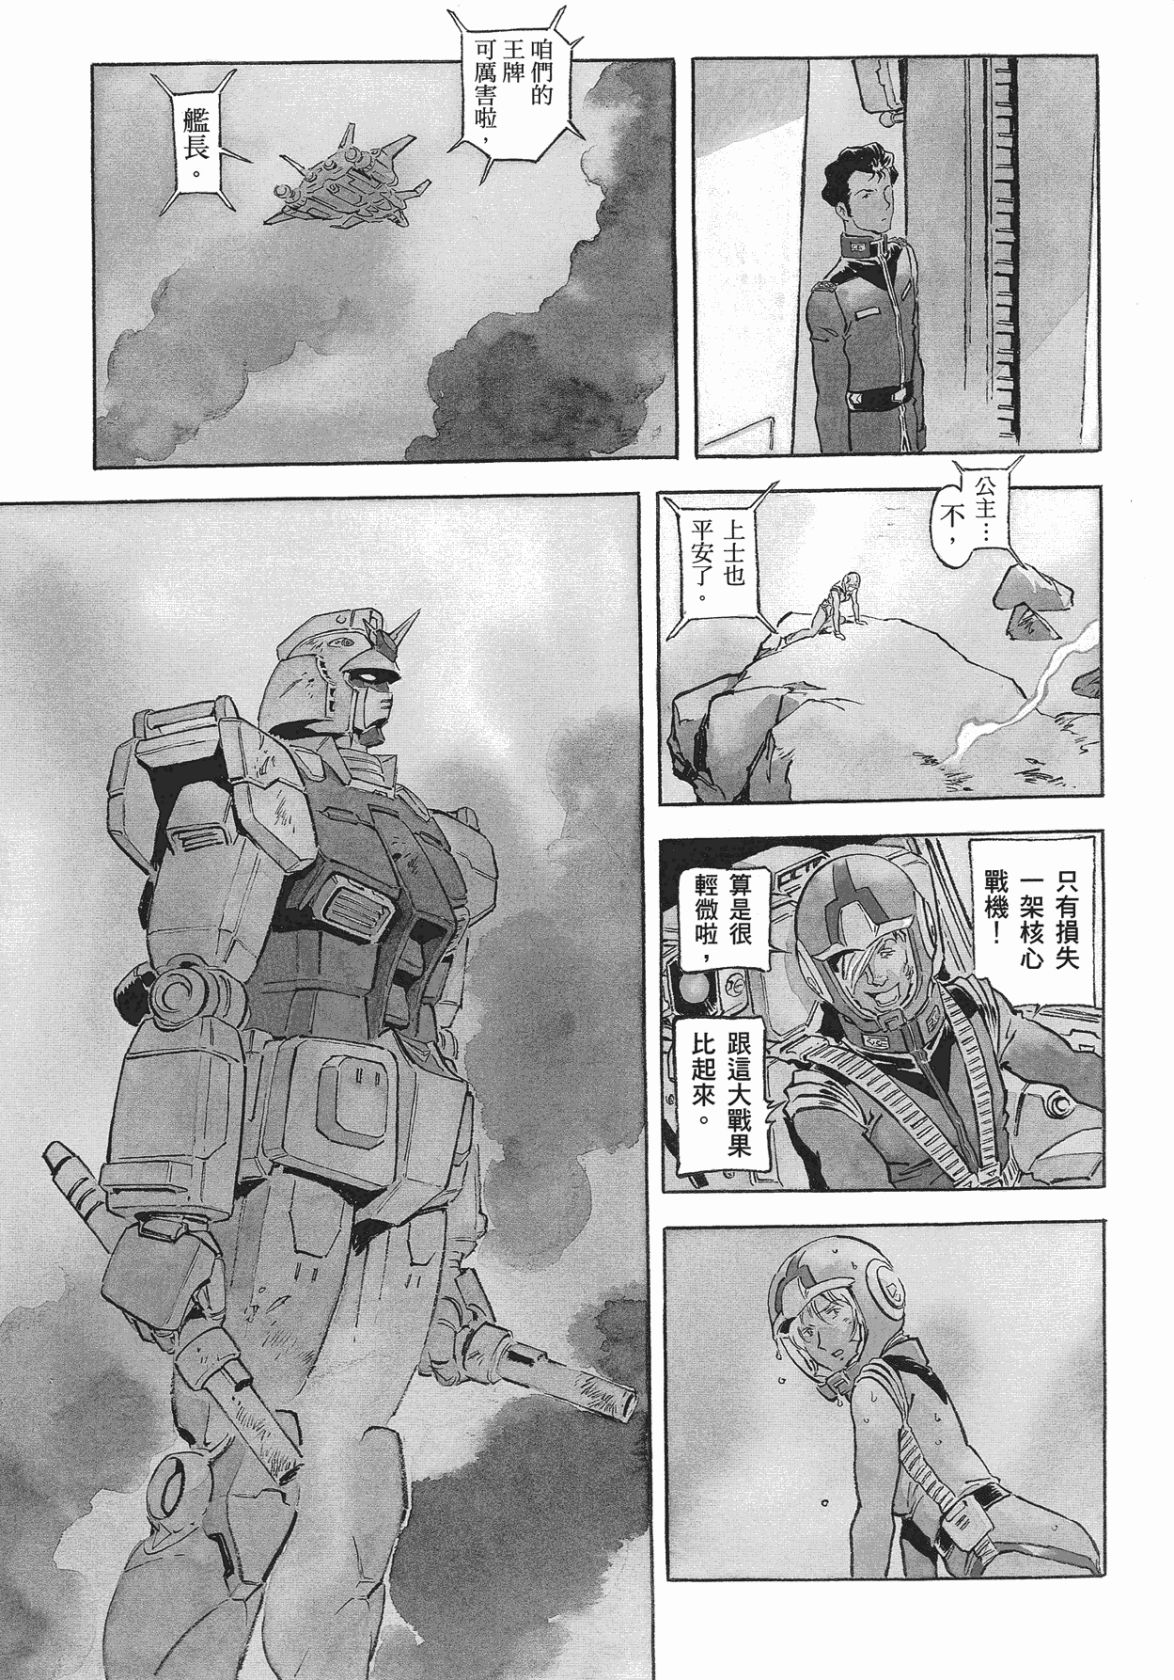 咱們的
王牌
可厲害啦，
艦長。
公主…
不，
上士也
平安了。
只有損失
一架核心
戰機！
算是很
輕微啦，
跟這大戰果
比起來。